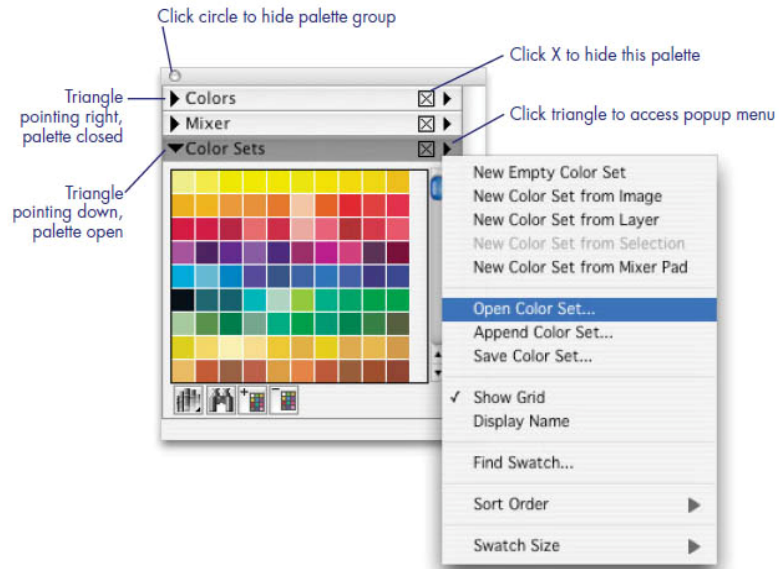 Click circle to hide palette group
Click X to hide this palette
Triangle
pointing right,
palette closed
Click triangle to access popup menu
Triangle
pointing down,
palette open
Colors
Mixer
Color Sets
New Empty Color Set
New Color Set from Image
New Color Set from Layer
New Color Set from Selection
New Color Set from Mixer Pad
Open Color Set...
Append Color Set...
Save Color Set...
✓ Show Grid
Display Name
Find Swatch...
Sort Order
Swatch Size